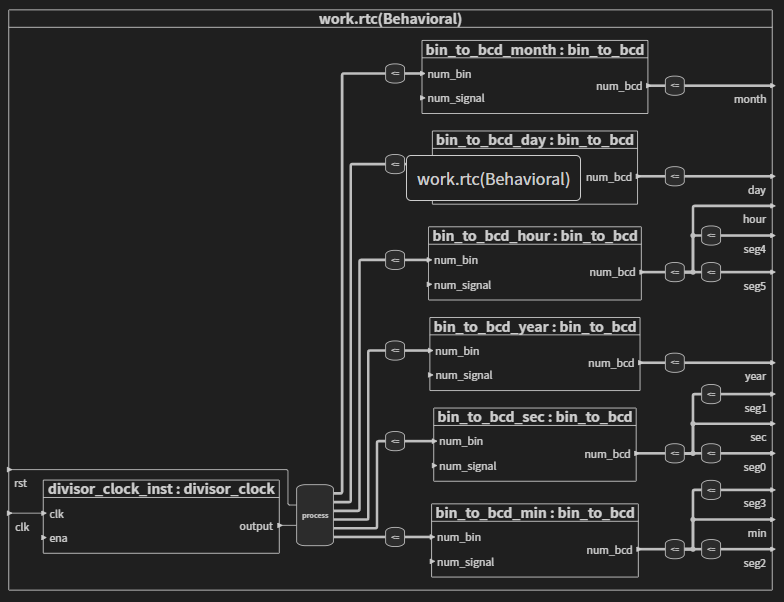 work.rtc(Behavioral)
bin_to_bcd_month : bin_to_bcd
num_bin
num_bcd
num_signal
month
bin_to_bcd_day : bin_to_bcd
work.rtc(Behavioral)
num_bcd
day
hour
bin_to_bcd_hour : bin_to_bcd
seg4
num_bin
num_bcd
num_signal
seg5
bin_to_bcd_year : bin_to_bcd
num_bin
num_bcd
num_signal
year
seg1
bin_to_bcd_sec : bin_to_bcd
num_bin
sec
num_bcd
num_signal
seg0
rst
divisor_clock_inst : divisor_clock
clk
clk
output
ena
process
seg3
bin_to_bcd_min : bin_to_bcd
num_bin
min
num_bcd
num_signal
seg2